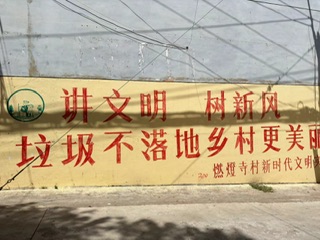 讲文明 树新风
垃圾不落地乡村更美丽
燃灯寺村新时代文明